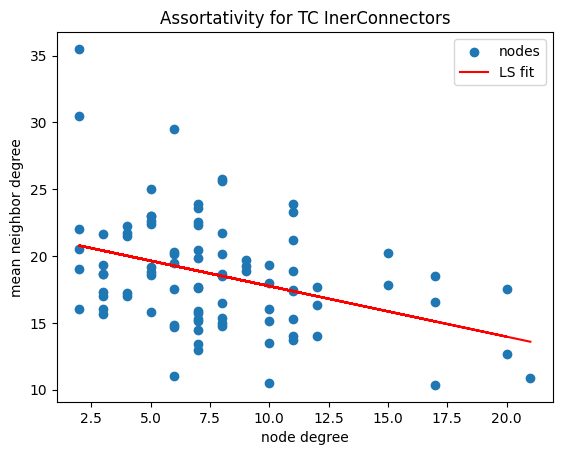 Assortativity for TC InerConnectors
nodes
LS fit
mean neighbor degree
35
30
25
20
15
10
2.5 5.0 7.5 10.0 12.5 15.0 17.5 20.0
node degree